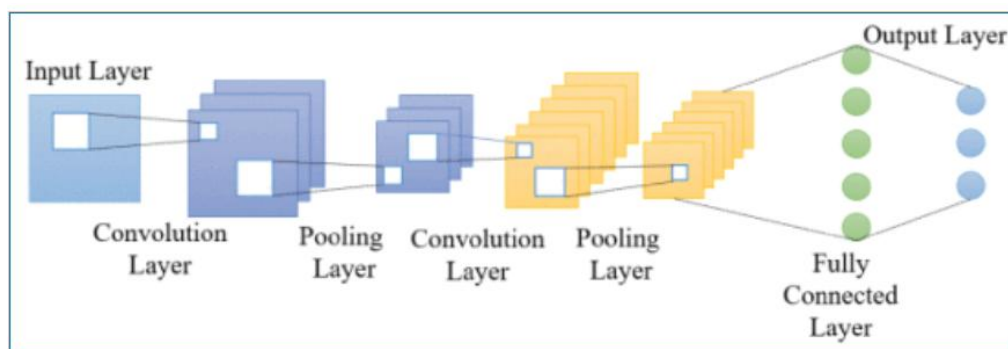 Input Layer
Convolution
Layer
Pooling
Layer
Convolution
Layer
Pooling
Layer
Fully
Connected
Layer
Output Layer